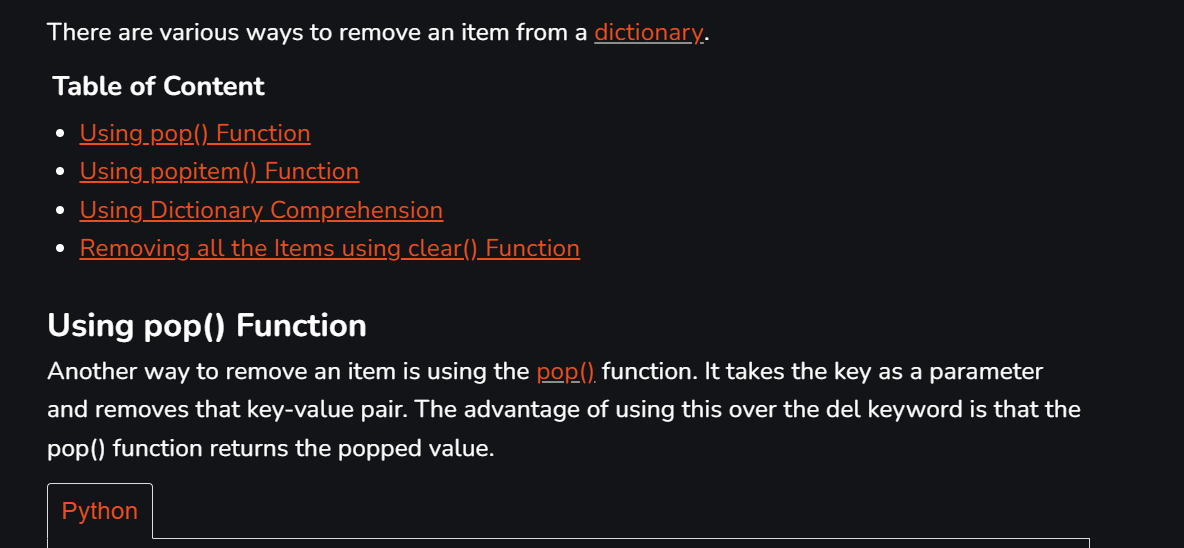 There are various ways to remove an item from a dictionary.
Table of Content
Using pop() Function
Using popitem() Function
Using Dictionary Comprehension
Removing all the Items using clear() Function
Using pop() Function
Another way to remove an item is using the pop() function. It takes the key as a parameter
and removes that key-value pair. The advantage of using this over the del keyword is that the
pop() function returns the popped value.
Python